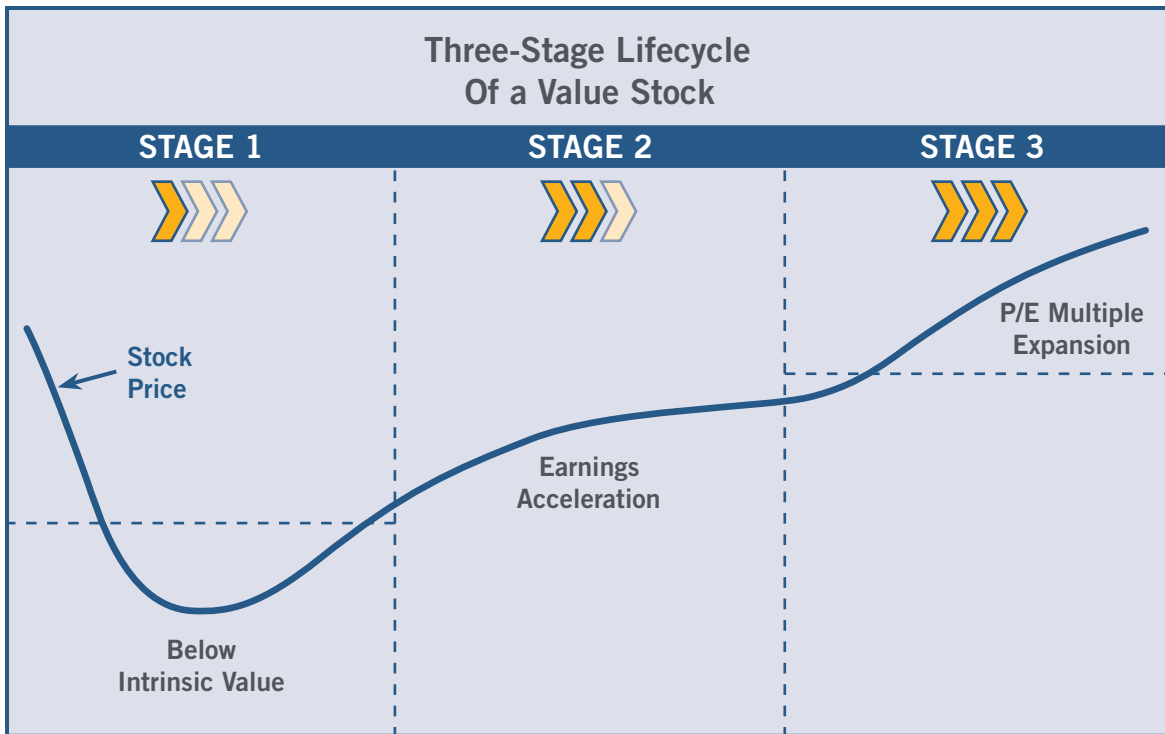 Three-Stage Lifecycle
Of a Value Stock
STAGE 1
STAGE 2
STAGE 3
Stock
Price
Below
Intrinsic Value
Earnings
Acceleration
P/E Multiple
Expansion